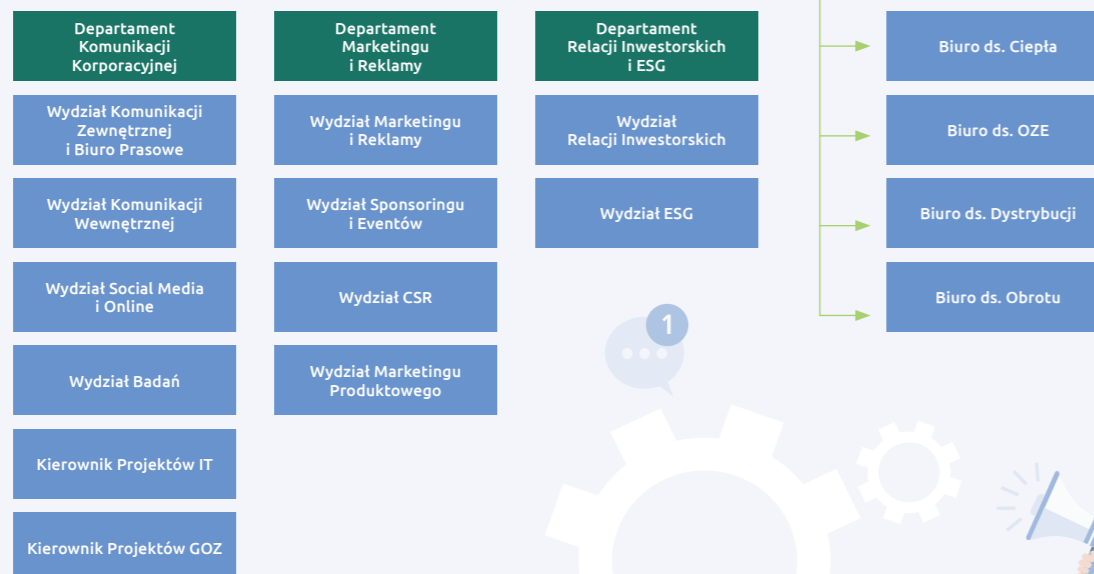 Departament
Komunikacji
Korporacyjnej
Wydział Komunikacji
Zewnętrznej
i Biuro Prasowe
Wydział Komunikacji
Wewnętrznej
Wydział Social Media
i Online
Wydział Badań
Kierownik Projektów IT
Kierownik Projektów GOZ
Departament
Marketingu
i Reklamy
Wydział Marketingu
i Reklamy
Wydział Sponsoringu
i Eventów
Wydział CSR
Wydział Marketingu
Produktowego
Departament
Relacji Inwestorskich
i ESG
Wydział
Relacji Inwestorskich
Wydział ESG
1
Biuro ds. Ciepła
Biuro ds. OZE
Biuro ds. Dystrybucji
Biuro ds. Obrotu